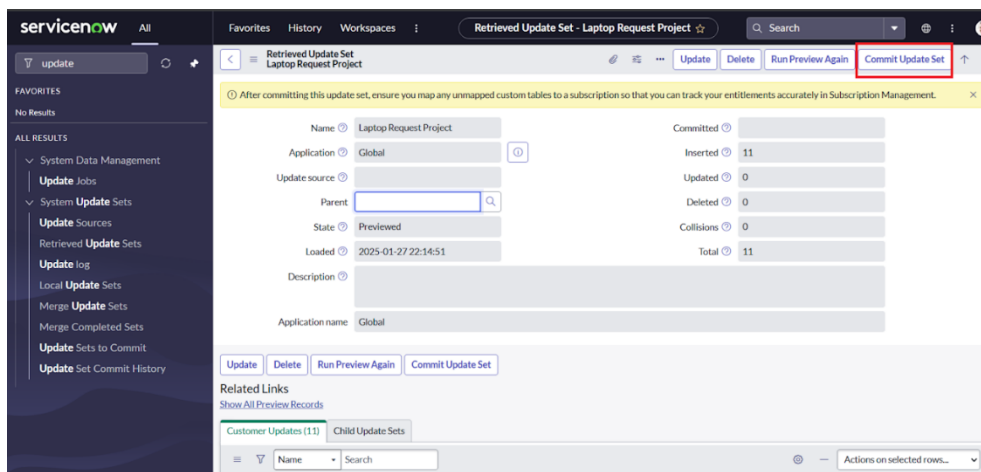 servicenow All Favorites History Workspaces Retrieved Update Set - Laptop Request Project Search
update
FAVORITES
No Results
ALL RESULTS
System Data Management
Update Jobs
System Update Sets
Update Sources
Retrieved Update Sets
Update log
Local Update Sets
Merge Update Sets
Merge Completed Sets
Update Sets to Commit
Update Set Commit History
Retrieved Update Set
Laptop Request Project
Update Delete Run Preview Again Commit Update Set
After committing this update set, ensure you map any unmapped custom tables to a subscription so that you can track your entitlements accurately in Subscription Management.
Name Laptop Request Project
Application Global
Update source
Parent
State Previewed
Loaded 2025-01-27 22:14:51
Description
Application name Global
Committed
Inserted 11
Updated 0
Deleted 0
Collisions 0
Total 11
Update Delete Run Preview Again Commit Update Set
Related Links
Show All Preview Records
Customer Updates (11) Child Update Sets
Name Search Actions on selected rows...